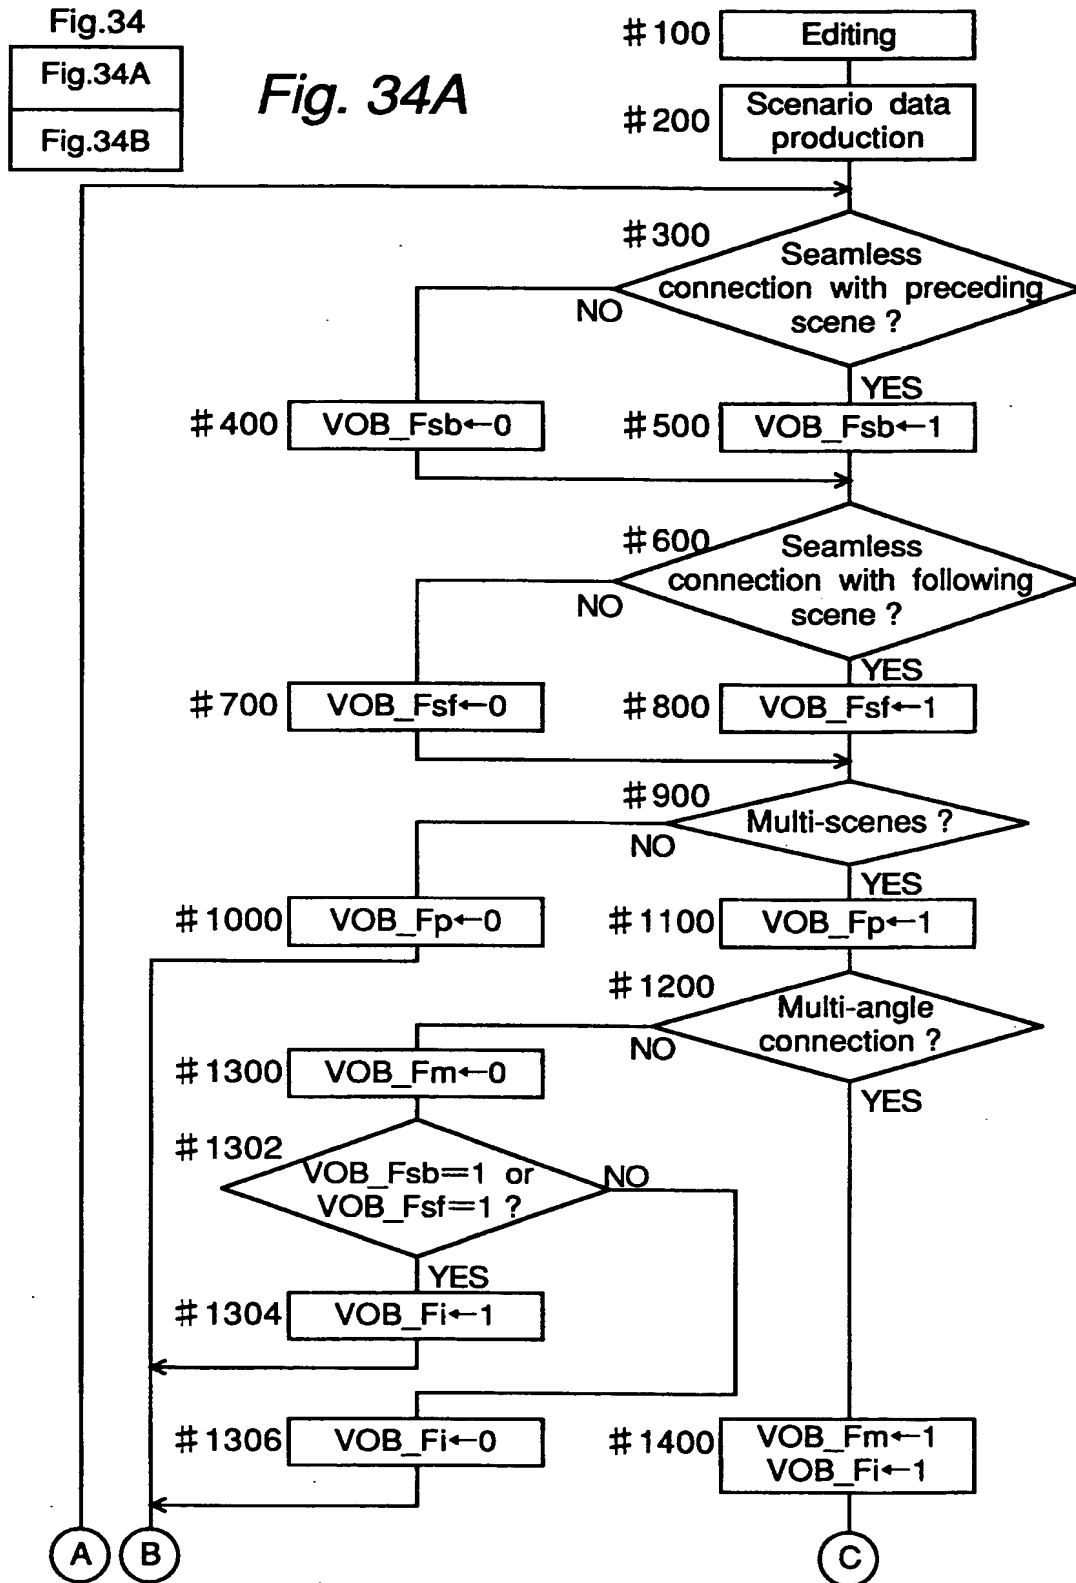 Fig.34
Fig.34A
Fig.34B
Fig. 34A
#100 Editing
#200 Scenario data
production
#300
Seamless
connection with preceding
scene ?
NO
YES
#400 VOB_Fsb←0
#500 VOB_Fsb←1
#600
Seamless
connection with following
scene ?
NO
YES
#700 VOB_Fsf←0
#800 VOB_Fsf←1
#900
Multi-scenes ?
NO
YES
#1000 VOB_Fp←0
#1100 VOB_Fp←1
#1200
Multi-angle
connection ?
NO
YES
#1300 VOB_Fm←0
#1302
VOB_Fsb=1 or
VOB_Fsf=1 ?
NO
YES
#1304 VOB_Fi←1
#1306 VOB_Fi←0
#1400 VOB_Fm←1
VOB_Fi←1
A
B
C